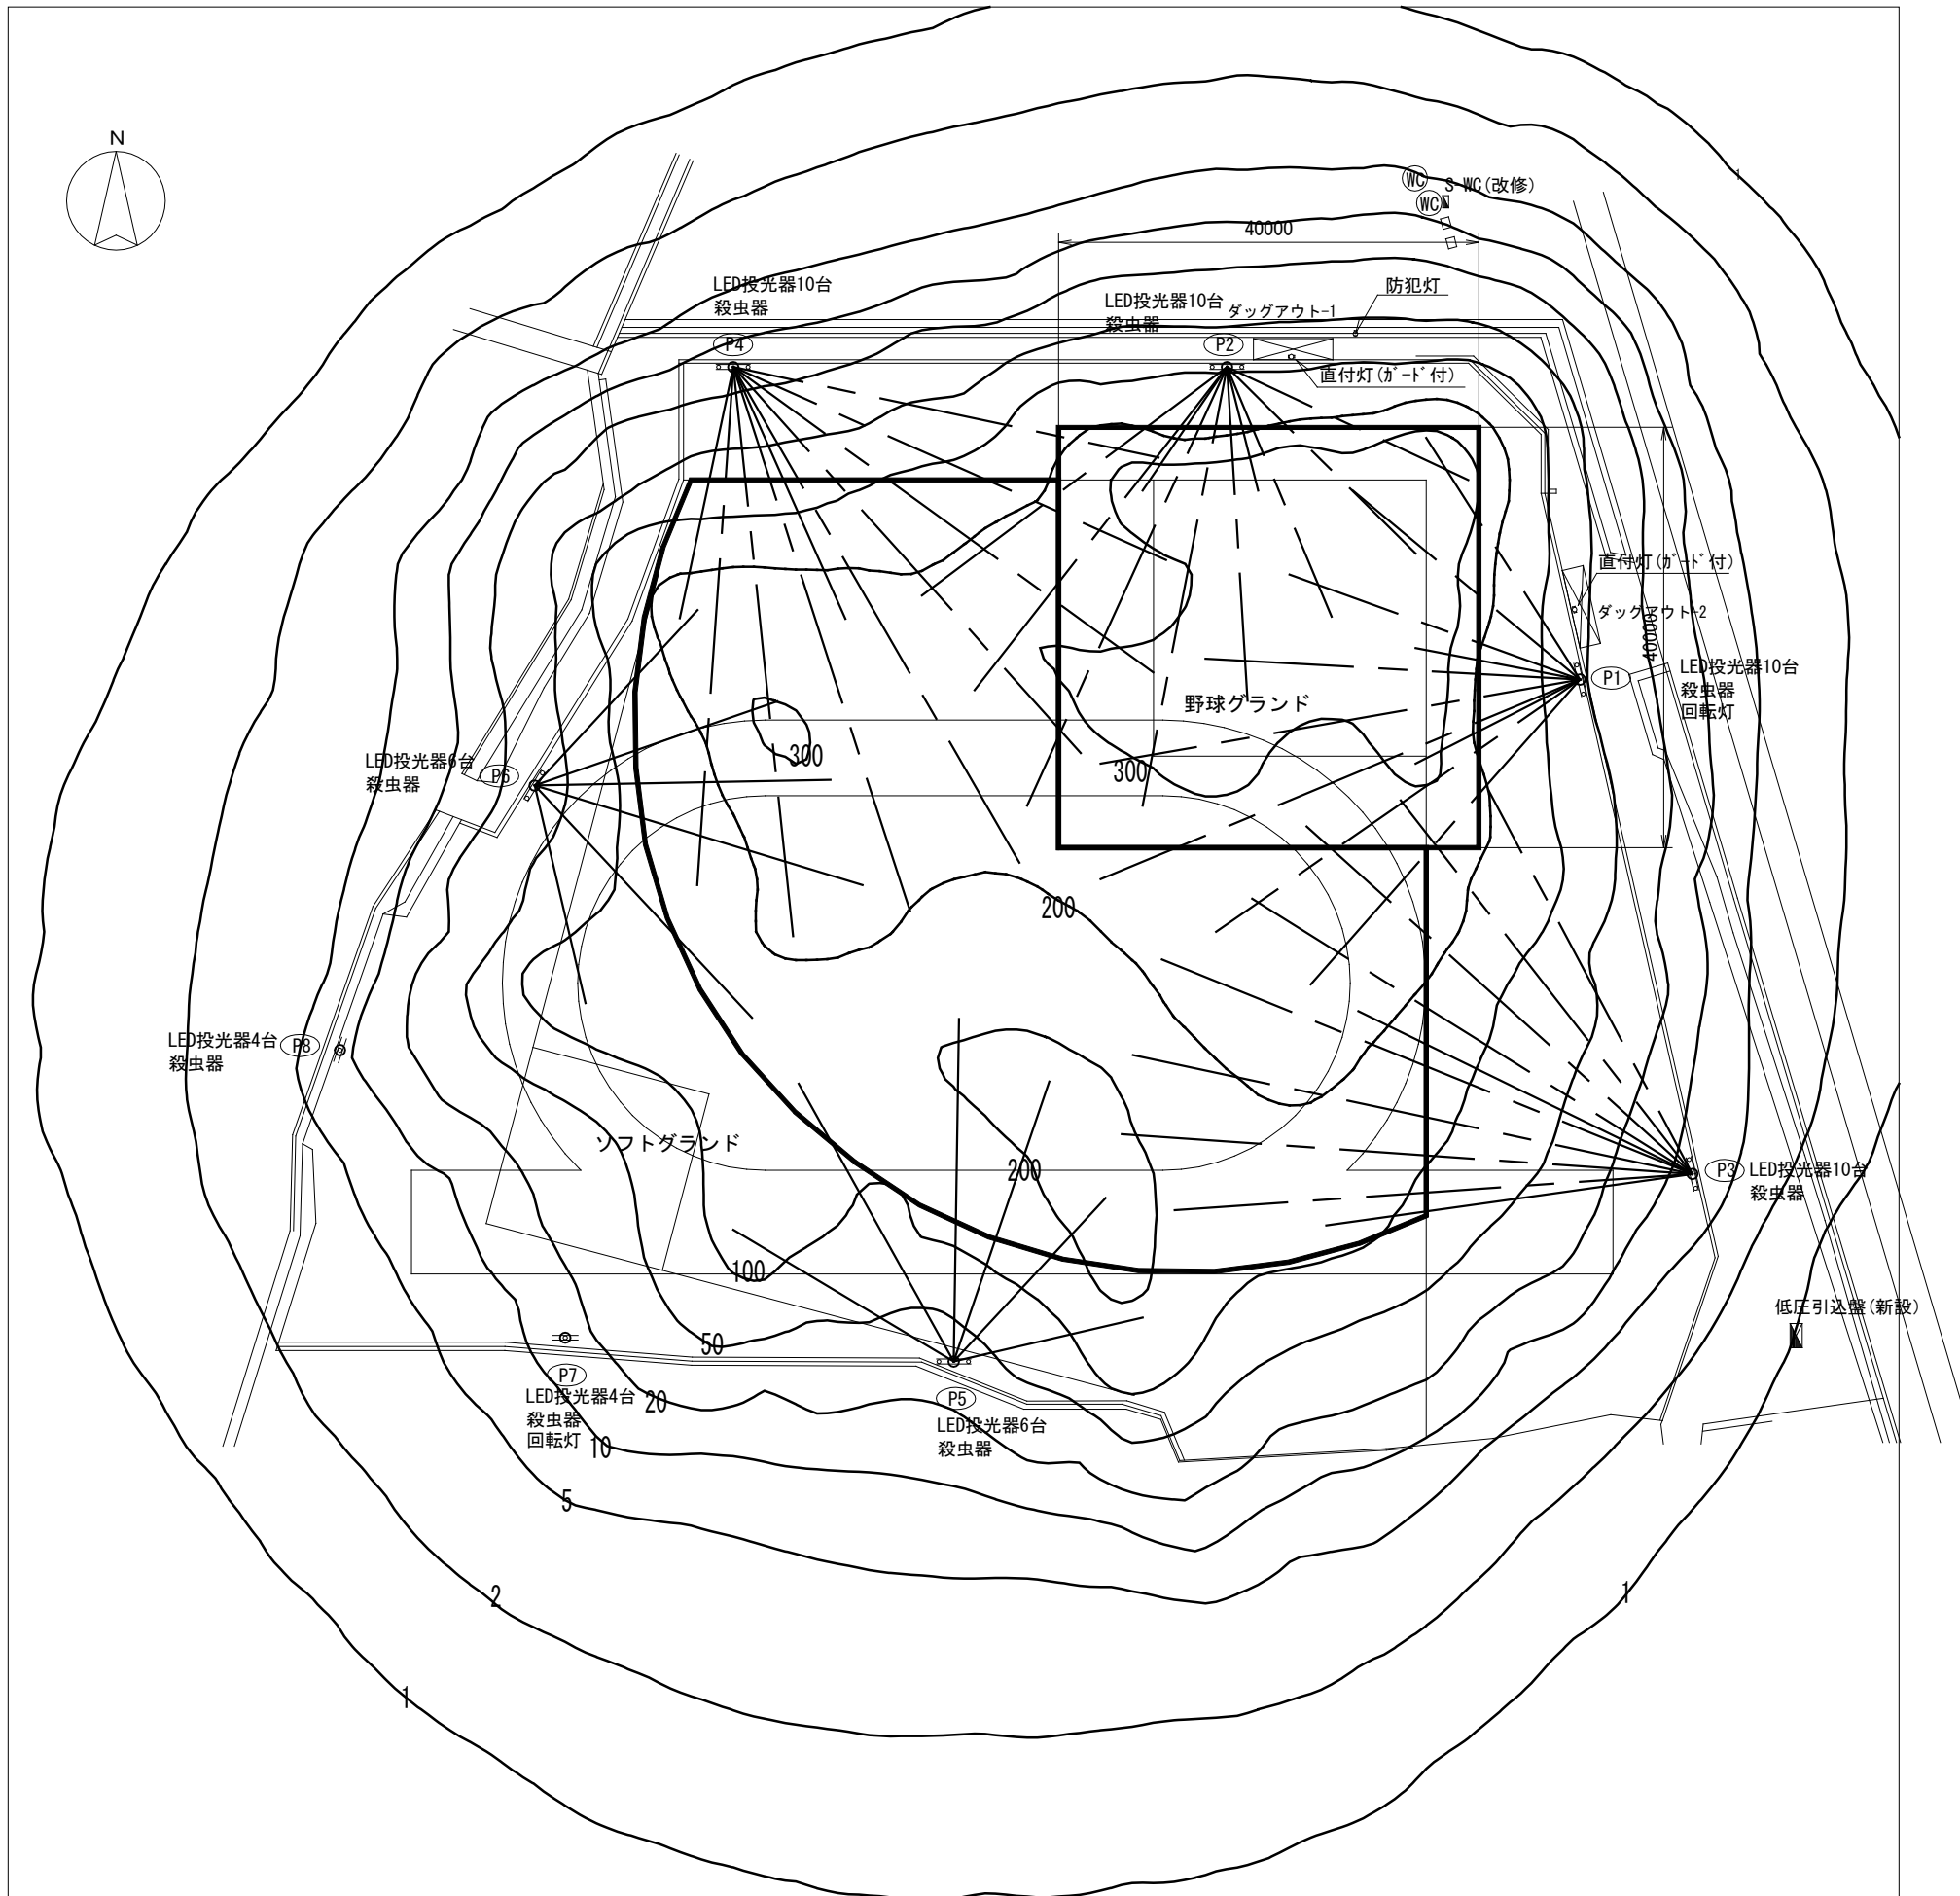 N
WC
S-WC(改修)
WC
1
40000
LED投光器10台
殺虫器
防犯灯
LED投光器10台
殺虫器
ダッグアウト-1
P4
P2
直付灯(ガード付)
直付灯(ガード付)
ダッグアウト-2
40000
P1
LED投光器10台
殺虫器
回転灯
野球グランド
300
300
LED投光器6台
殺虫器
P6
200
LED投光器4台
殺虫器
P8
ソフトグランド
200
P3
LED投光器10台
殺虫器
100
低圧引込盤(新設)
50
P7
LED投光器4台
殺虫器
回転灯
20
P5
LED投光器6台
殺虫器
10
5
2
1
1